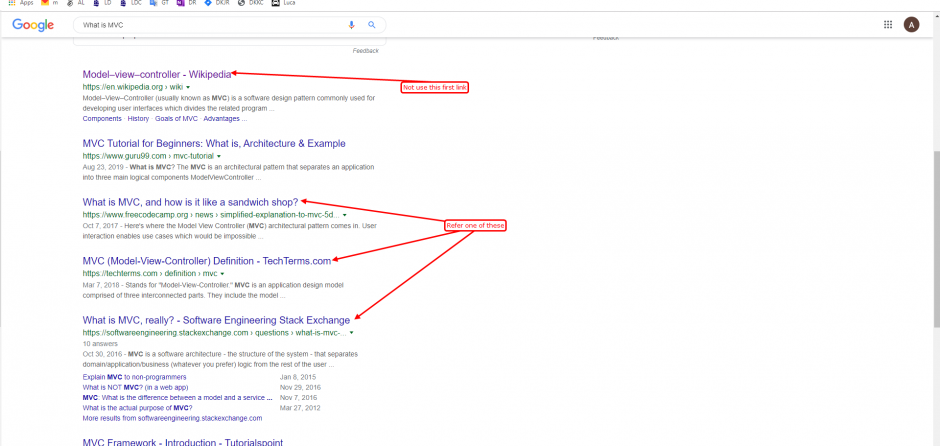 Apps m AL LD LDC GT DR DKJR DKKC Luca
Google What is MVC A
Feedback
Feedback
Model–view–controller - Wikipedia
Not use this first link
https://en.wikipedia.org › wiki
Model–View–Controller (usually known as MVC) is a software design pattern commonly used for
developing user interfaces which divides the related program ...
Components · History · Goals of MVC · Advantages ...
MVC Tutorial for Beginners: What is, Architecture & Example
https://www.guru99.com › mvc-tutorial
Aug 23, 2019 - What is MVC? The MVC is an architectural pattern that separates an application
into three main logical components ModelViewController ...
What is MVC, and how is it like a sandwich shop?
https://www.freecodecamp.org › news › simplified-explanation-to-mvc-5d...
Refer one of these
Oct 7, 2017 - Here's where the Model View Controller (MVC) architectural pattern comes in. User
interaction enables use cases which would be impossible ...
MVC (Model-View-Controller) Definition - TechTerms.com
https://techterms.com › definition › mvc
Mar 7, 2018 - Stands for "Model-View-Controller." MVC is an application design model
comprised of three interconnected parts. They include the model ...
What is MVC, really? - Software Engineering Stack Exchange
https://softwareengineering.stackexchange.com › questions › what-is-mvc-...
10 answers
Oct 30, 2016 - MVC is a software architecture - the structure of the system - that separates
domain/application/business (whatever you prefer) logic from the rest of the user ...
Explain MVC to non-programmers Jan 8, 2015
What is NOT MVC? (in a web app) Nov 29, 2016
MVC: What is the difference between a model and a service ... Nov 7, 2016
What is the actual purpose of MVC? Mar 27, 2012
More results from softwareengineering.stackexchange.com
MVC Framework - Introduction - Tutorialspoint